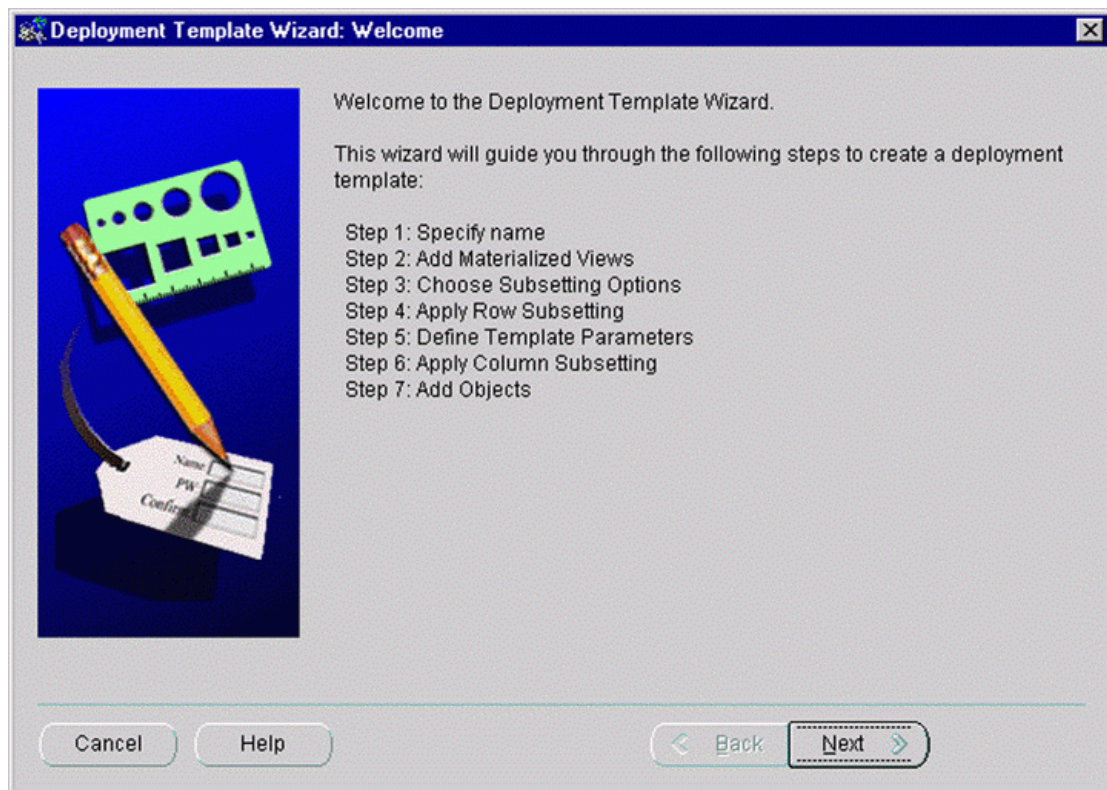 Deployment Template Wizard: Welcome
Welcome to the Deployment Template Wizard.
This wizard will guide you through the following steps to create a deployment
template:
Step 1: Specify name
Step 2: Add Materialized Views
Step 3: Choose Subsetting Options
Step 4: Apply Row Subsetting
Step 5: Define Template Parameters
Step 6: Apply Column Subsetting
Step 7: Add Objects
Name
PW
Cancel
Help
Back
Next